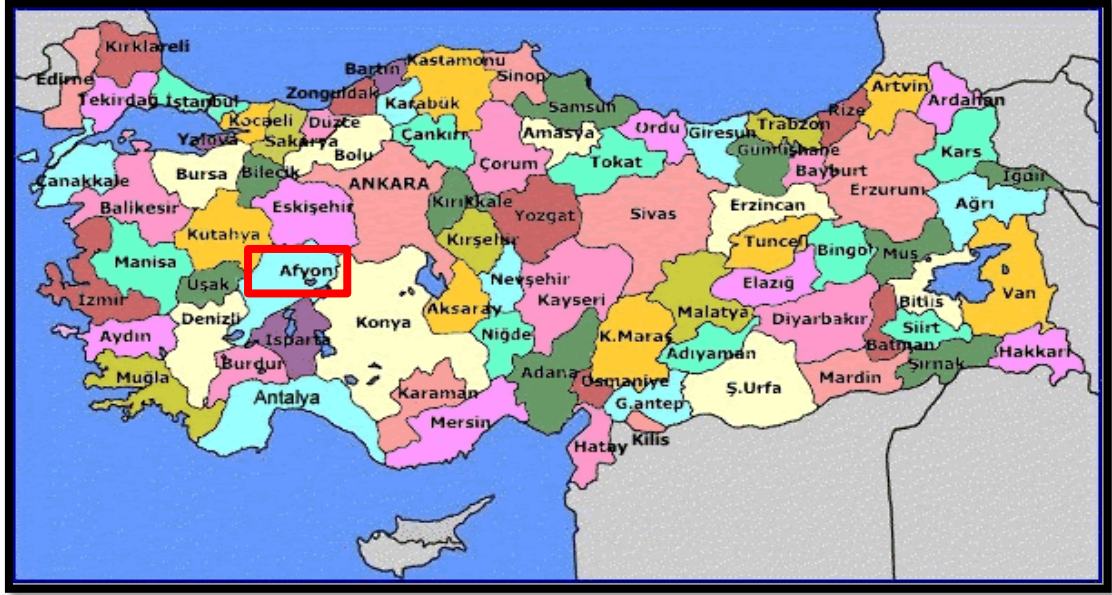 Kırklareli
Edirne
Tekirdağ
İstanbul
Kocaeli
Yalova
Sakarya
Düzce
Zonguldak
Bartın
Kastamonu
Sinop
Karabük
Bolu
Çankırı
Samsun
Amasya
Ordu
Giresun
Trabzon
Rize
Artvin
Ardahan
Kars
Iğdır
Gümüşhane
Bayburt
Erzurum
Ağrı
Tokat
Çorum
Çanakkale
Balikesir
Bursa
Bilecik
Eskişehir
ANKARA
Kırıkkale
Yozgat
Sivas
Erzincan
Tunceli
Bingöl
Muş
Kutahya
Manisa
Uşak
Afyon
Kırşehir
Nevşehir
Kayseri
Malatya
Elazığ
Bitlis
Van
İzmir
Denizli
Isparta
Konya
Aksaray
Niğde
K.Maraş
Adıyaman
Diyarbakır
Batman
Siirt
Şırnak
Hakkari
Aydın
Muğla
Burdur
Antalya
Karaman
Mersin
Adana
Osmaniye
G.antep
Ş.Urfa
Mardin
Hatay
Kilis